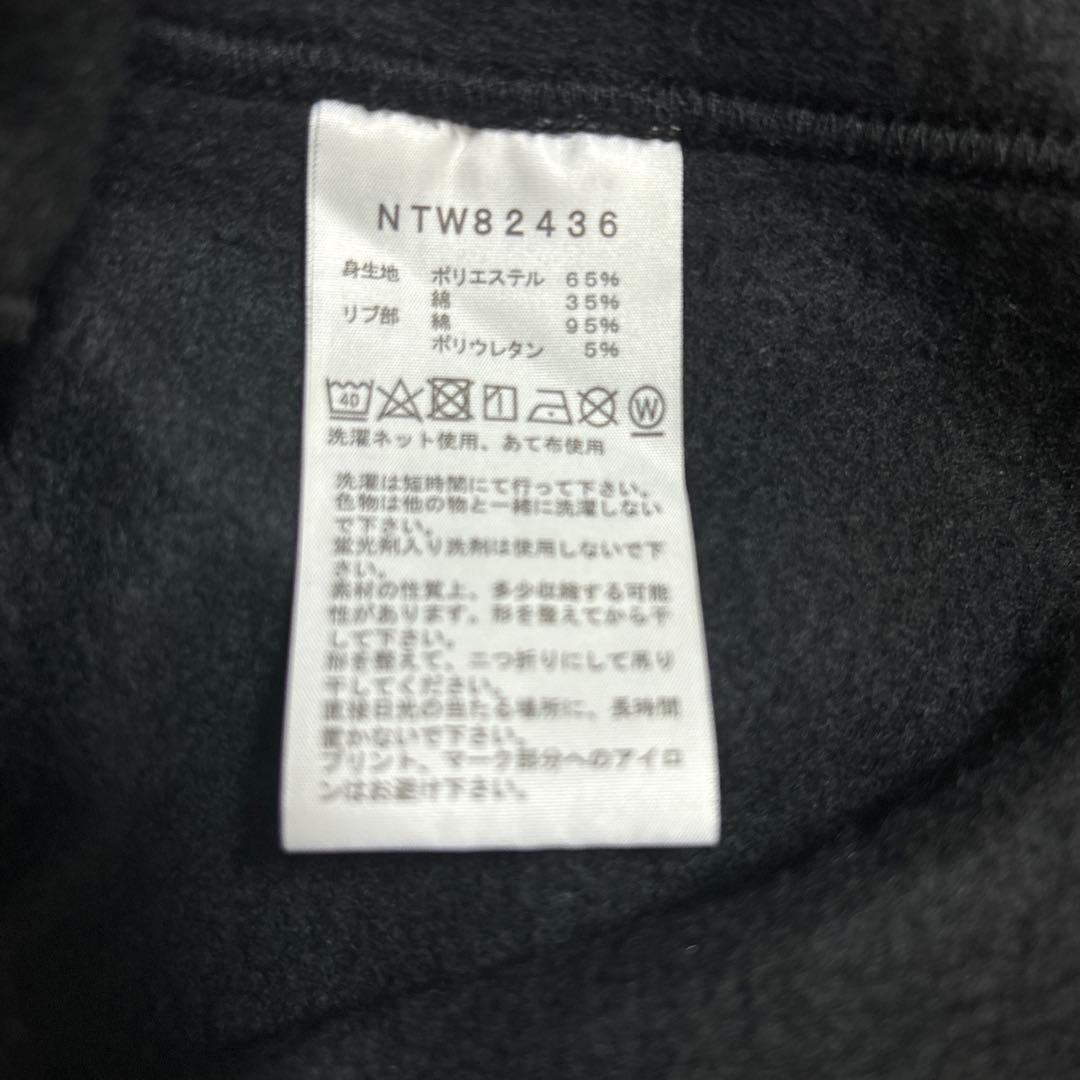 NTW82436
身生地 ポリエステル 65%
綿 35%
リブ部 綿 95%
ポリウレタン 5%
40 W
洗濯ネット使用、あて布使用
洗濯は短時間にて行って下さい。
色物は他の物と一緒に洗濯しない
で下さい。
蛍光剤入り洗剤は使用しないで下
さい。
素材の性質上、多少収縮する可能
性があります。形を整えてから干
して下さい。
形を整えて、二つ折りにして吊り
干してください。
直接日光の当たる場所に、長時間
置かないで下さい。
プリント、マーク部分へのアイロ
ンはお避け下さい。